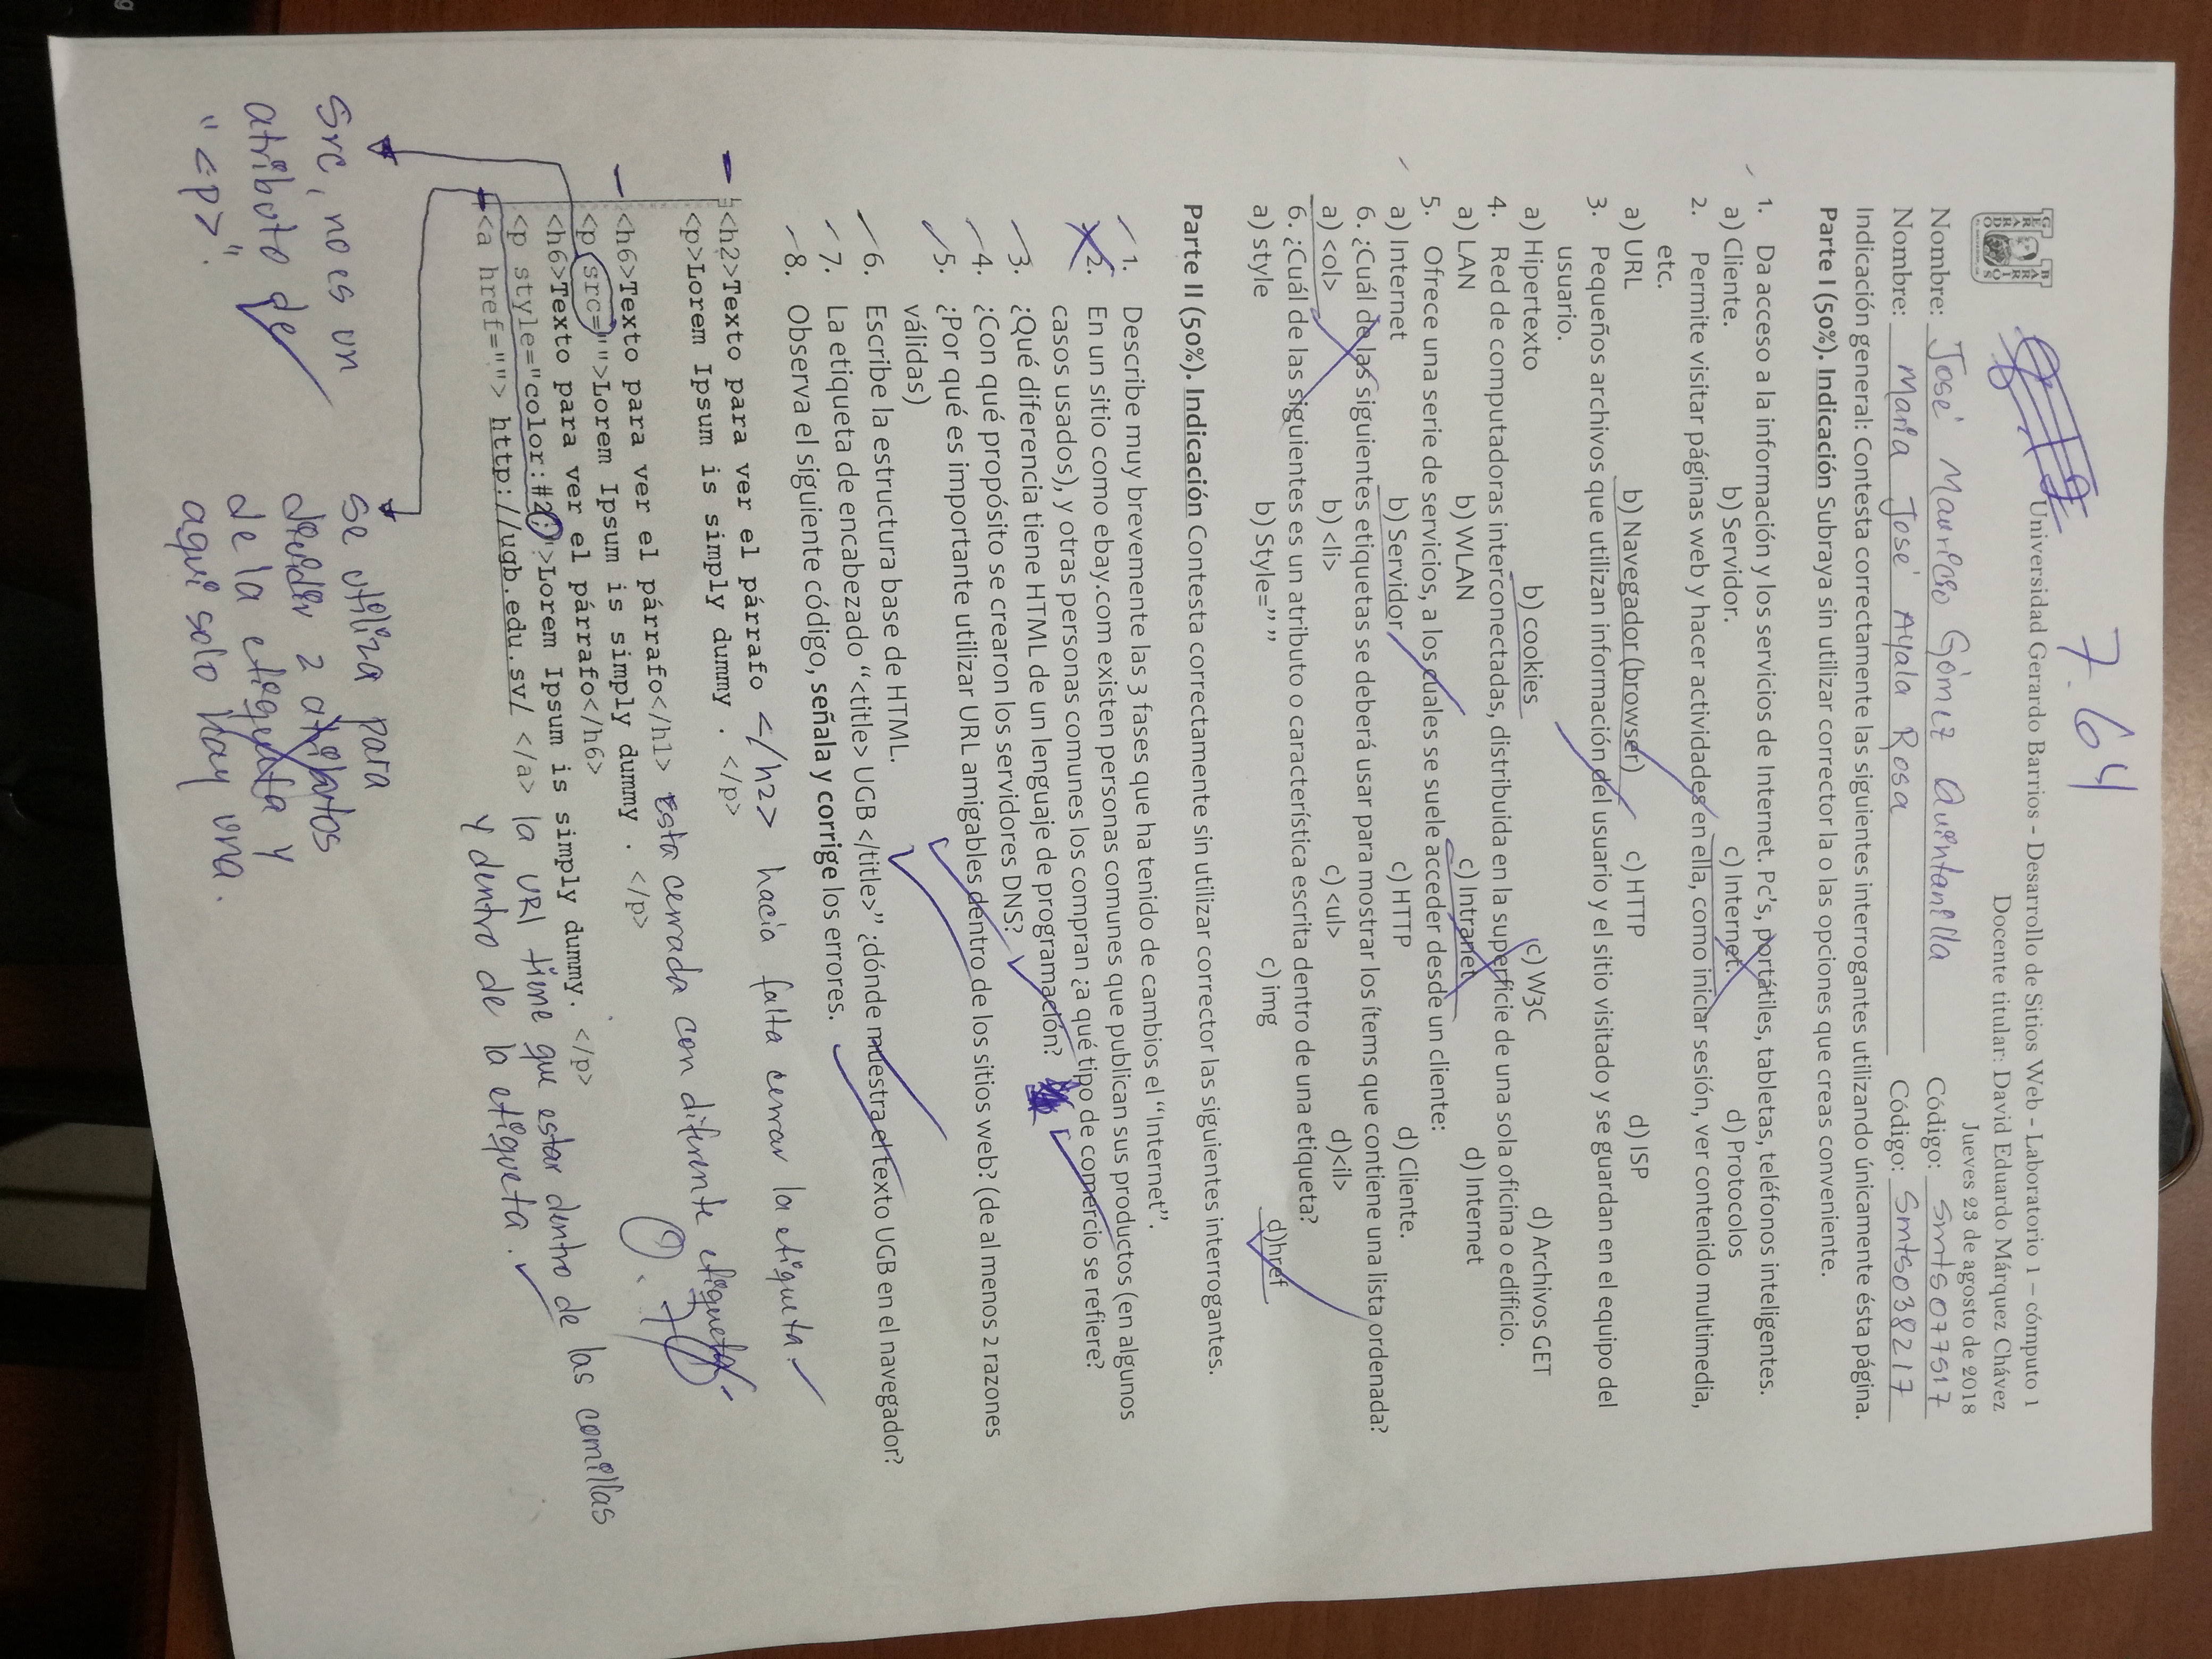 7.64
Universidad Gerardo Barrios - Desarrollo de Sitios Web - Laboratorio 1 – cómputo 1
Docente titular: David Eduardo Márquez Chávez
Jueves 23 de agosto de 2018
Nombre: José Mauricio Gómez Quintanilla Código: Smts077517
Nombre: Maria José Ayala Rosa Código: Smts038217
Indicación general: Contesta correctamente las siguientes interrogantes utilizando únicamente ésta página.
Parte I (50%). Indicación Subraya sin utilizar corrector la o las opciones que creas conveniente.
1. Da acceso a la información y los servicios de Internet. Pc's, portátiles, tabletas, teléfonos inteligentes.
a) Cliente. b) Servidor. c) Internet. d) Protocolos
2. Permite visitar páginas web y hacer actividades en ella, como iniciar sesión, ver contenido multimedia,
etc.
a) URL b) Navegador (browser) c) HTTP d) ISP
3. Pequeños archivos que utilizan información del usuario y el sitio visitado y se guardan en el equipo del
usuario.
a) Hipertexto b) cookies c) W3C d) Archivos GET
4. Red de computadoras interconectadas, distribuida en la superficie de una sola oficina o edificio.
a) LAN b) WLAN c) Intranet d) Internet
5. Ofrece una serie de servicios, a los cuales se suele acceder desde un cliente:
a) Internet b) Servidor c) HTTP d) Cliente.
6. ¿Cuál de las siguientes etiquetas se deberá usar para mostrar los ítems que contiene una lista ordenada?
a) <ol> b) <li> c) <ul> d)<il>
6. ¿Cuál de las siguientes es un atributo o característica escrita dentro de una etiqueta?
a) style b) Style=” ” c) img d)href
Parte II (50%). Indicación Contesta correctamente sin utilizar corrector las siguientes interrogantes.
1. Describe muy brevemente las 3 fases que ha tenido de cambios el “Internet”.
2. En un sitio como ebay.com existen personas comunes que publican sus productos (en algunos
casos usados), y otras personas comunes los compran ¿a qué tipo de comercio se refiere?
3. ¿Qué diferencia tiene HTML de un lenguaje de programación?
4. ¿Con qué propósito se crearon los servidores DNS?
5. ¿Por qué es importante utilizar URL amigables dentro de los sitios web? (de al menos 2 razones
válidas)
6. Escribe la estructura base de HTML.
7. La etiqueta de encabezado “<title> UGB </title>” ¿dónde muestra el texto UGB en el navegador?
8. Observa el siguiente código, señala y corrige los errores.
<h2>Texto para ver el párrafo </h2> hacía falta cerrar la etiqueta.
<p>Lorem Ipsum is simply dummy . </p>
<h6>Texto para ver el párrafo</h1> esta cerrada con diferente etiqueta.
<p src="">Lorem Ipsum is simply dummy . </p>
<h6>Texto para ver el párrafo</h6>
<p style="color:#2;">Lorem Ipsum is simply dummy. </p>
<a href=""> http://ugb.edu.sv/ </a> la URL tiene que estar dentro de las comillas
y dentro de la etiqueta.
0.7
src, no es un
atributo de
"<p>".
se utiliza para
dividir 2
de la etiqueta y
aqui solo hay una.